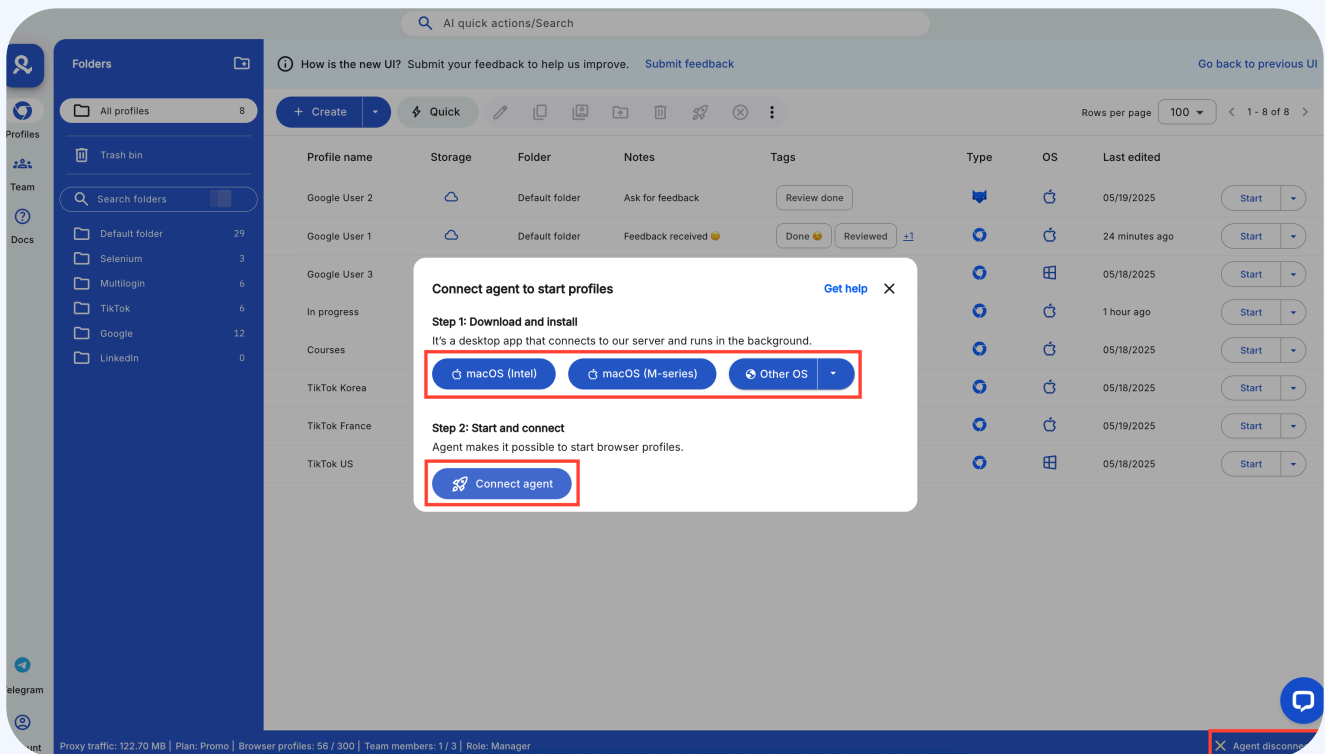 AI quick actions/Search
Folders
How is the new UI? Submit your feedback to help us improve. Submit feedback
Go back to previous UI
All profiles 8
Trash bin
Search folders
Default folder 29
Selenium 3
Multilogin 6
TikTok 6
Google 12
LinkedIn 0
Profiles
Team
Docs
elegram
unt
+ Create Quick
Rows per page 100 1 - 8 of 8
Profile name Storage Folder Notes Tags Type OS Last edited
Google User 2 Default folder Ask for feedback Review done 05/19/2025 Start
Google User 1 Default folder Feedback received 😀 Done 😀 Reviewed +1 24 minutes ago Start
Google User 3 05/18/2025 Start
In progress 1 hour ago Start
Courses 05/18/2025 Start
TikTok Korea 05/18/2025 Start
TikTok France 05/19/2025 Start
TikTok US 05/18/2025 Start
Connect agent to start profiles Get help
Step 1: Download and install
It's a desktop app that connects to our server and runs in the background.
macOS (Intel) macOS (M-series) Other OS
Step 2: Start and connect
Agent makes it possible to start browser profiles.
Connect agent
Proxy traffic: 122.70 MB | Plan: Promo | Browser profiles: 56 / 300 | Team members: 1 / 3 | Role: Manager
Agent disconne